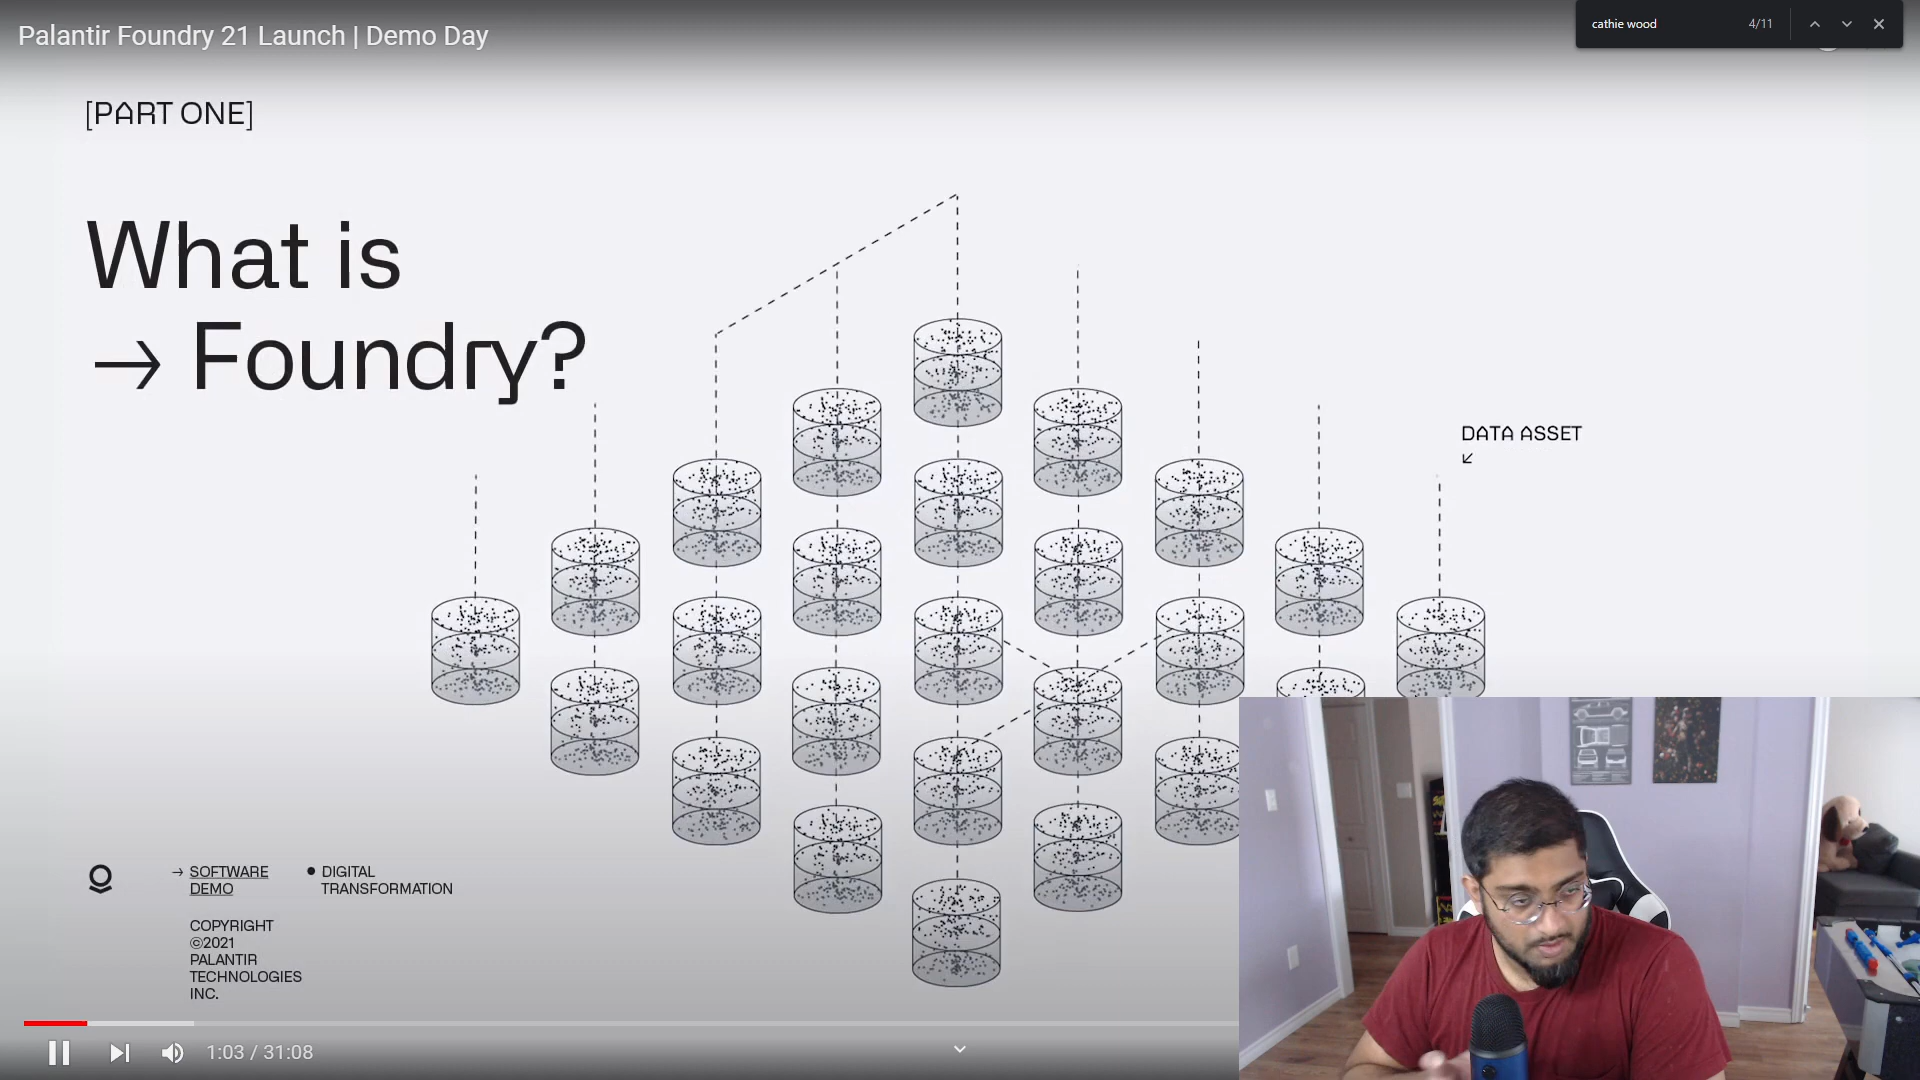 Palantir Foundry 21 Launch | Demo Day
cathie wood
4/11
[PART ONE]
What is
→ Foundry?
DATA ASSET
↙
→ SOFTWARE
DEMO
• DIGITAL
TRANSFORMATION
COPYRIGHT
©2021
PALANTIR
TECHNOLOGIES
INC.
1:03 / 31:08